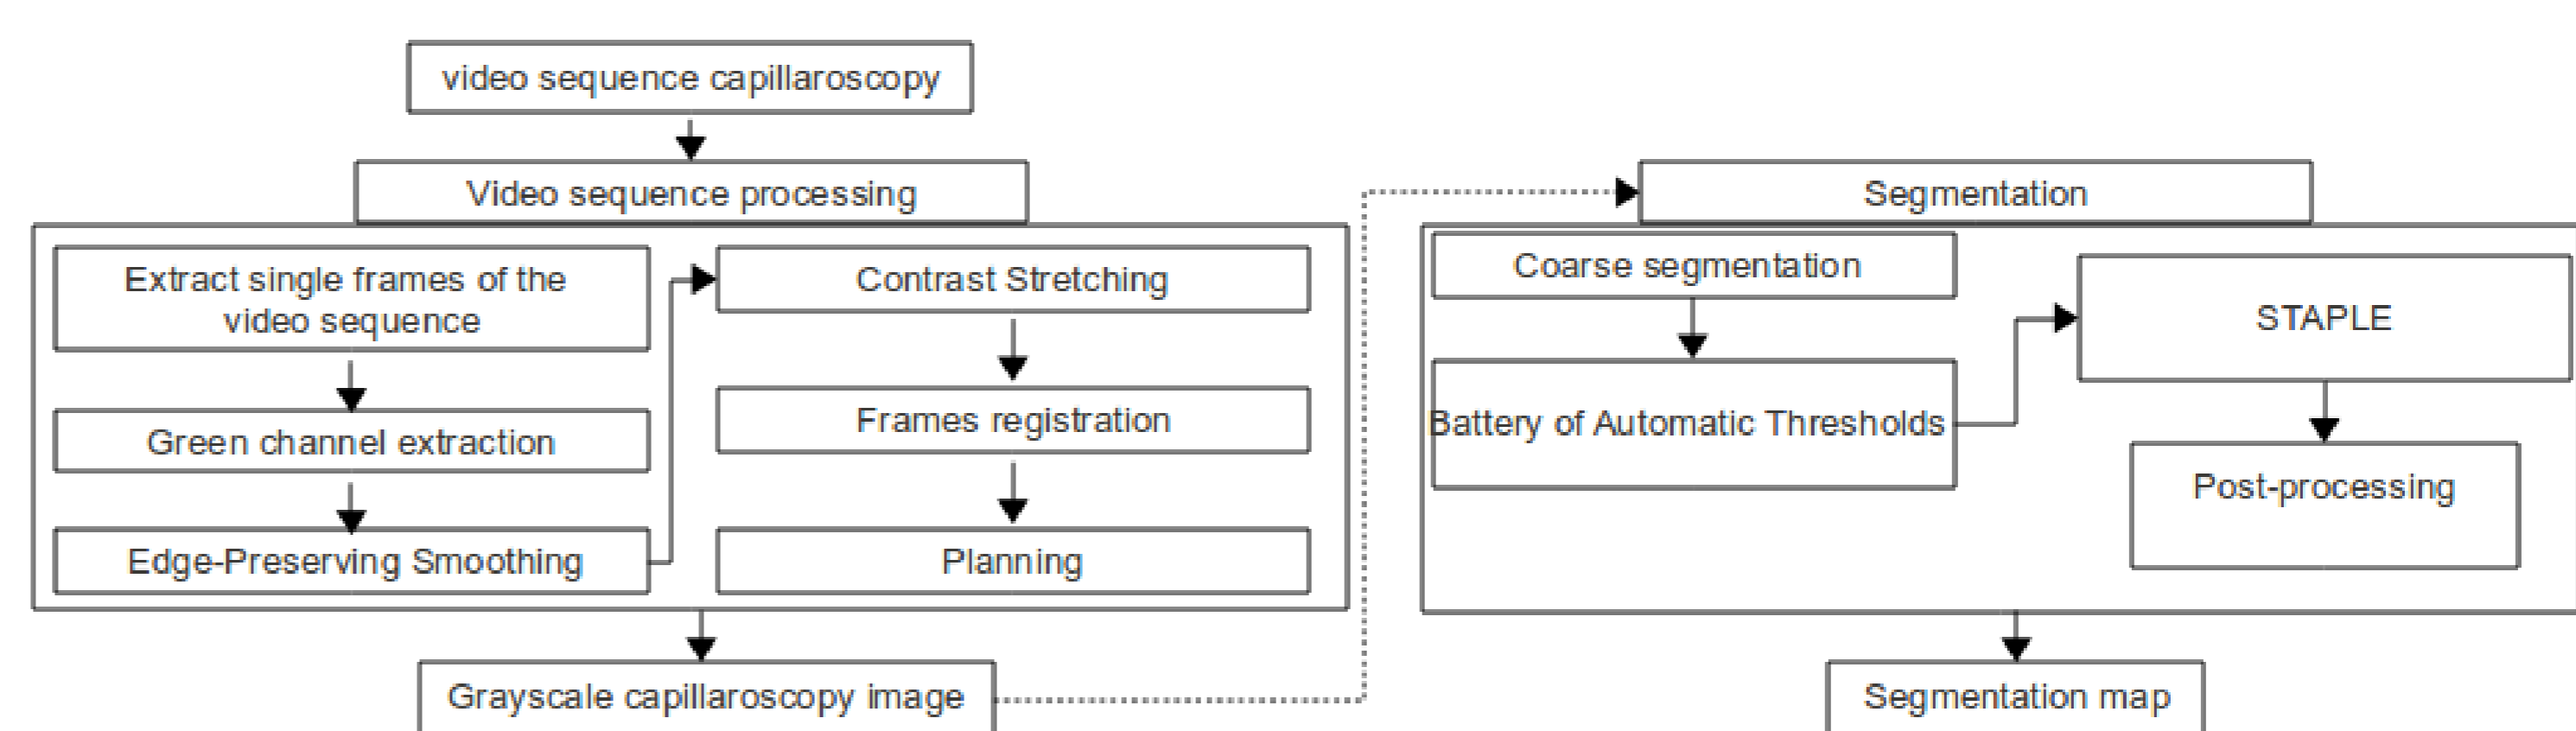 video sequence capillaroscopy
Video sequence processing
Extract single frames of the
video sequence
Green channel extraction
Edge-Preserving Smoothing
Contrast Stretching
Frames registration
Planning
Grayscale capillaroscopy image
Segmentation
Coarse segmentation
Battery of Automatic Thresholds
STAPLE
Post-processing
Segmentation map